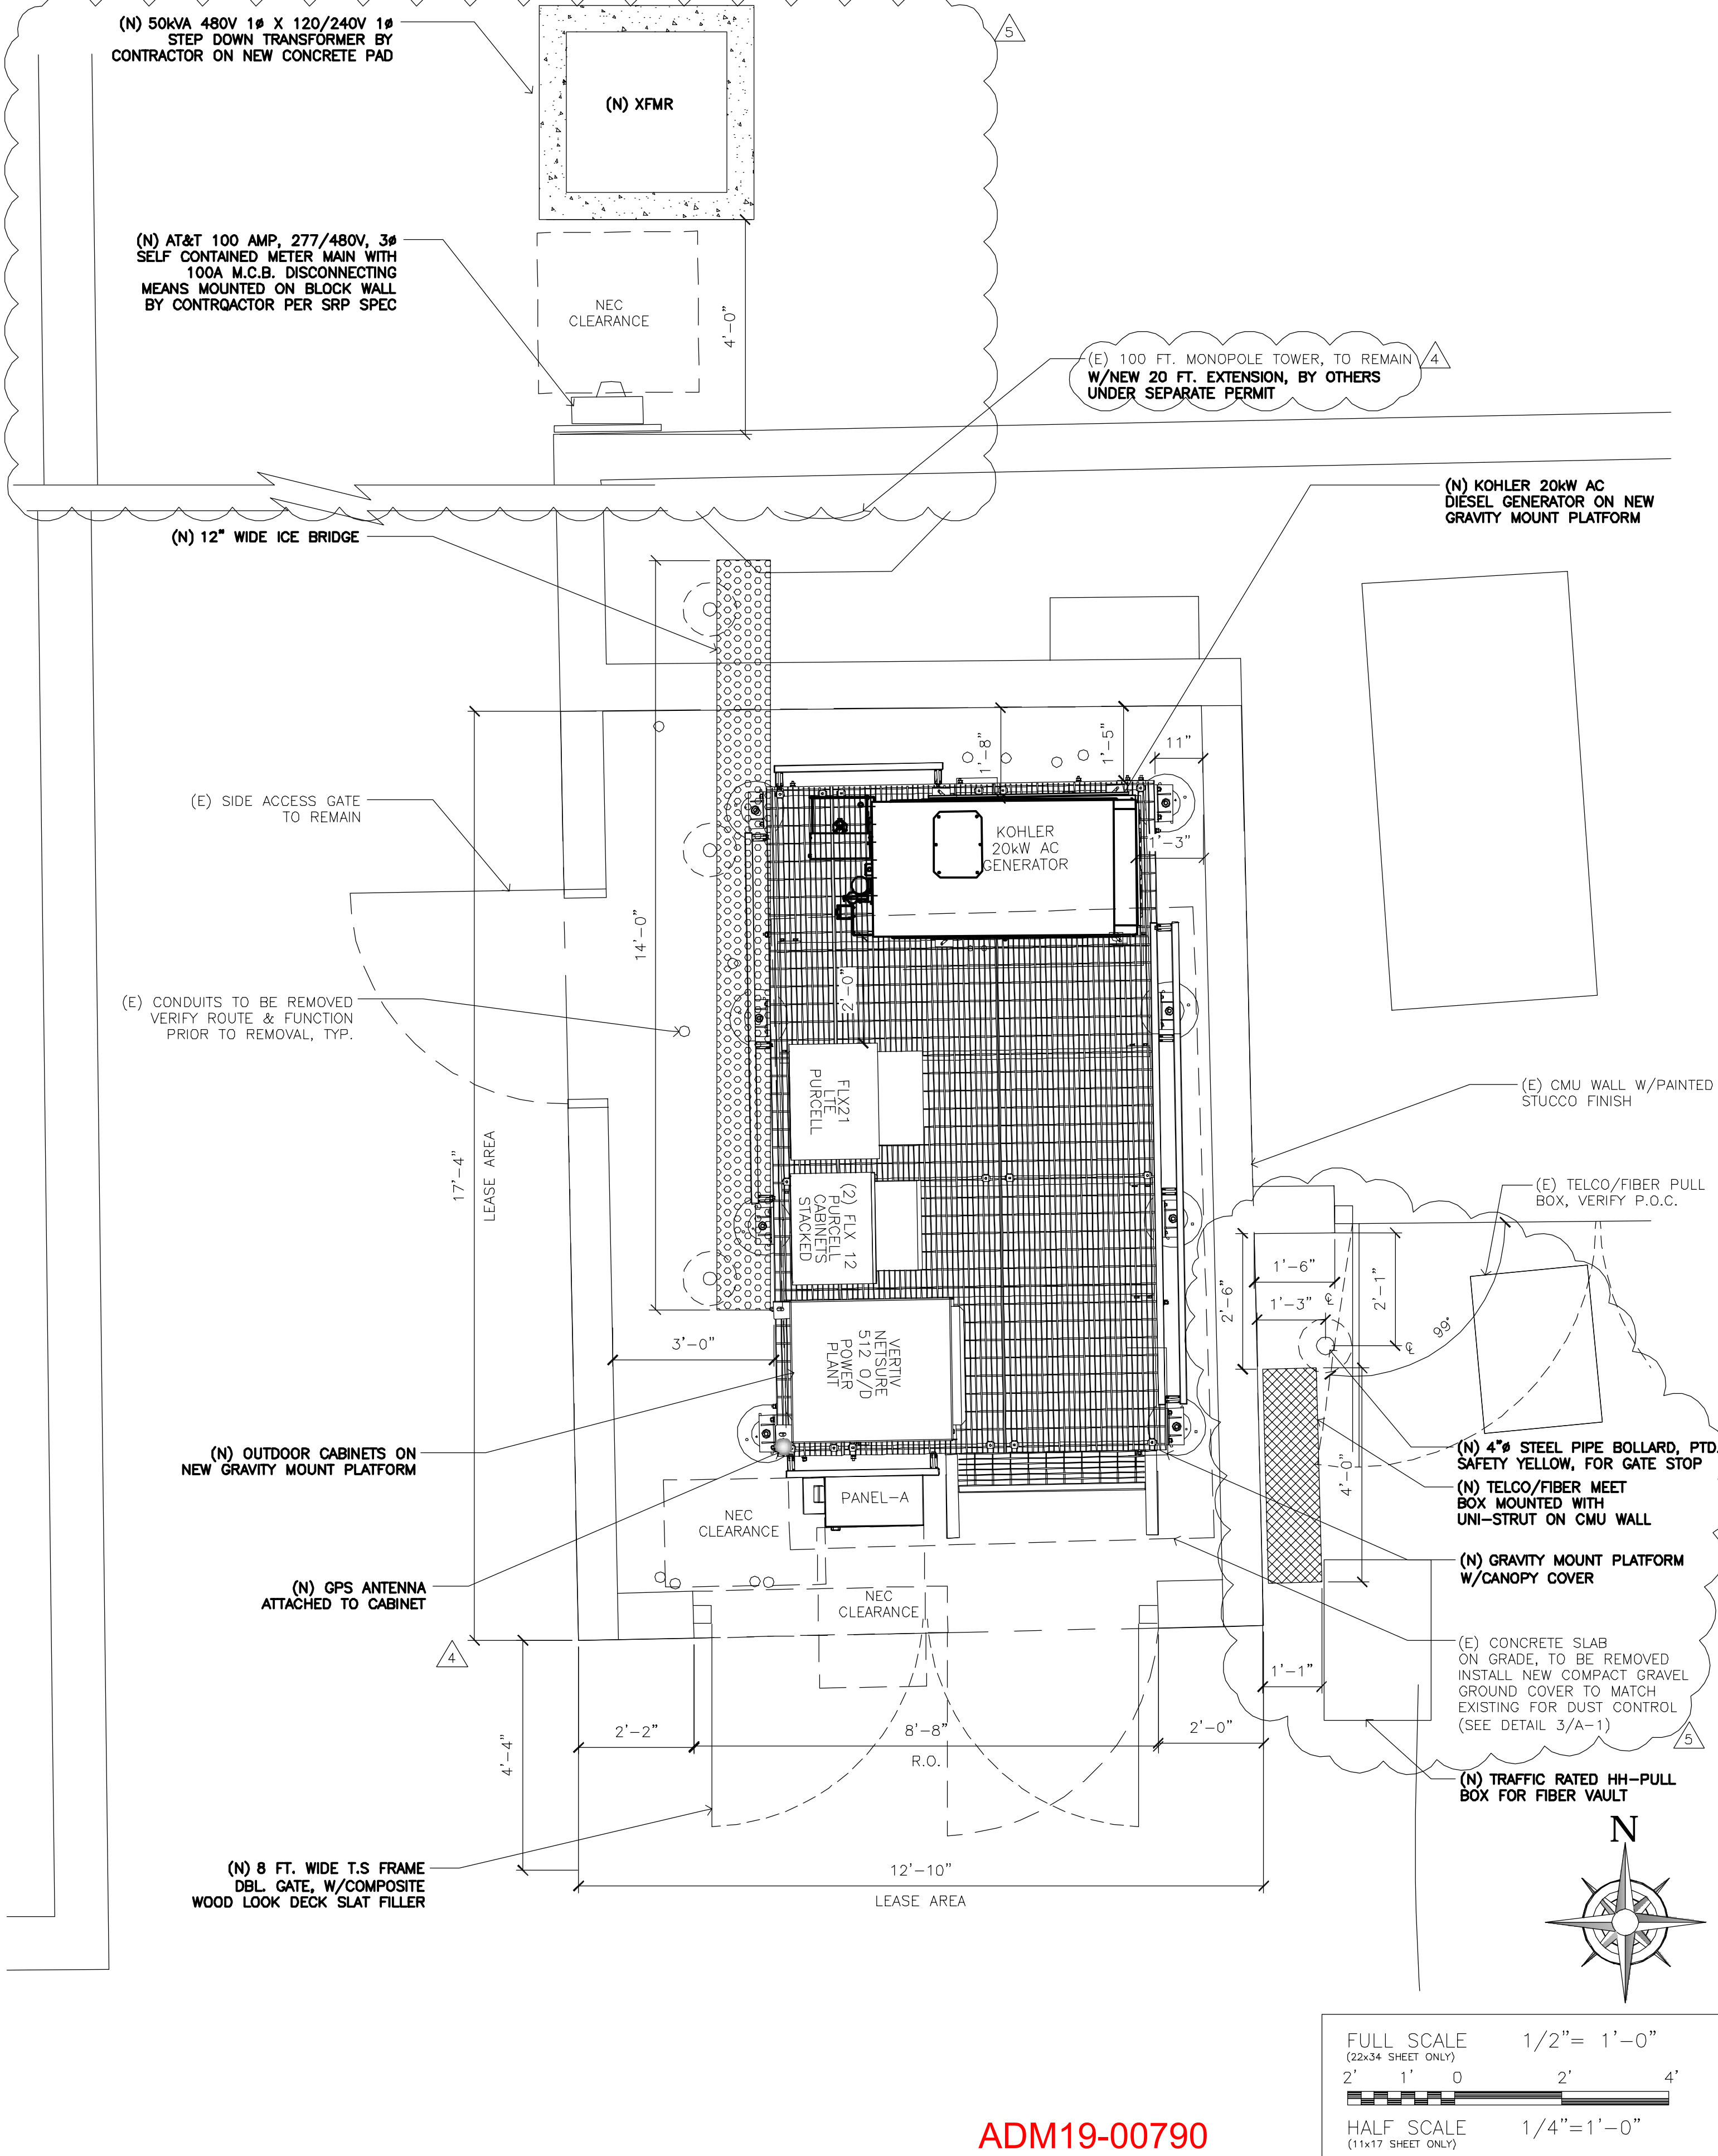 (N) 50kVA 480V 1ø X 120/240V 1ø
STEP DOWN TRANSFORMER BY
CONTRACTOR ON NEW CONCRETE PAD
(N) XFMR
5
(N) AT&T 100 AMP, 277/480V, 3ø
SELF CONTAINED METER MAIN WITH
100A M.C.B. DISCONNECTING
MEANS MOUNTED ON BLOCK WALL
BY CONTRQACTOR PER SRP SPEC
NEC
CLEARANCE
4'-0"
(E) 100 FT. MONOPOLE TOWER, TO REMAIN
W/NEW 20 FT. EXTENSION, BY OTHERS
UNDER SEPARATE PERMIT
4
(N) KOHLER 20kW AC
DIESEL GENERATOR ON NEW
GRAVITY MOUNT PLATFORM
(N) 12" WIDE ICE BRIDGE
1'-8"
1'-5"
11"
(E) SIDE ACCESS GATE
TO REMAIN
KOHLER
20kW AC
GENERATOR
1'-3"
14'-0"
2'-0"
(E) CONDUITS TO BE REMOVED
VERIFY ROUTE & FUNCTION
PRIOR TO REMOVAL, TYP.
FLX21
LTE
PURCELL
(E) CMU WALL W/PAINTED
STUCCO FINISH
17'-4"
LEASE AREA
(2) FLX 12
PURCELL
CABINETS
STACKED
(E) TELCO/FIBER PULL
BOX, VERIFY P.O.C.
1'-6"
2'-1"
2'-6"
1'-3"
℄
℄
99°
3'-0"
VERTIV
NETSURE
512 O/D
POWER
PLANT
(N) OUTDOOR CABINETS ON
NEW GRAVITY MOUNT PLATFORM
(N) 4"ø STEEL PIPE BOLLARD, PTD.
SAFETY YELLOW, FOR GATE STOP
4'-0"
(N) TELCO/FIBER MEET
BOX MOUNTED WITH
UNI-STRUT ON CMU WALL
PANEL-A
NEC
CLEARANCE
(N) GRAVITY MOUNT PLATFORM
W/CANOPY COVER
(N) GPS ANTENNA
ATTACHED TO CABINET
NEC
CLEARANCE
(E) CONCRETE SLAB
ON GRADE, TO BE REMOVED
INSTALL NEW COMPACT GRAVEL
GROUND COVER TO MATCH
EXISTING FOR DUST CONTROL
(SEE DETAIL 3/A-1)
4
1'-1"
5
2'-2"
8'-8"
R.O.
2'-0"
4'-4"
(N) TRAFFIC RATED HH-PULL
BOX FOR FIBER VAULT
N
(N) 8 FT. WIDE T.S FRAME
DBL. GATE, W/COMPOSITE
WOOD LOOK DECK SLAT FILLER
12'-10"
LEASE AREA
FULL SCALE 1/2"= 1'-0"
(22x34 SHEET ONLY)
2' 1' 0 2' 4'
HALF SCALE 1/4"=1'-0"
(11x17 SHEET ONLY)
ADM19-00790